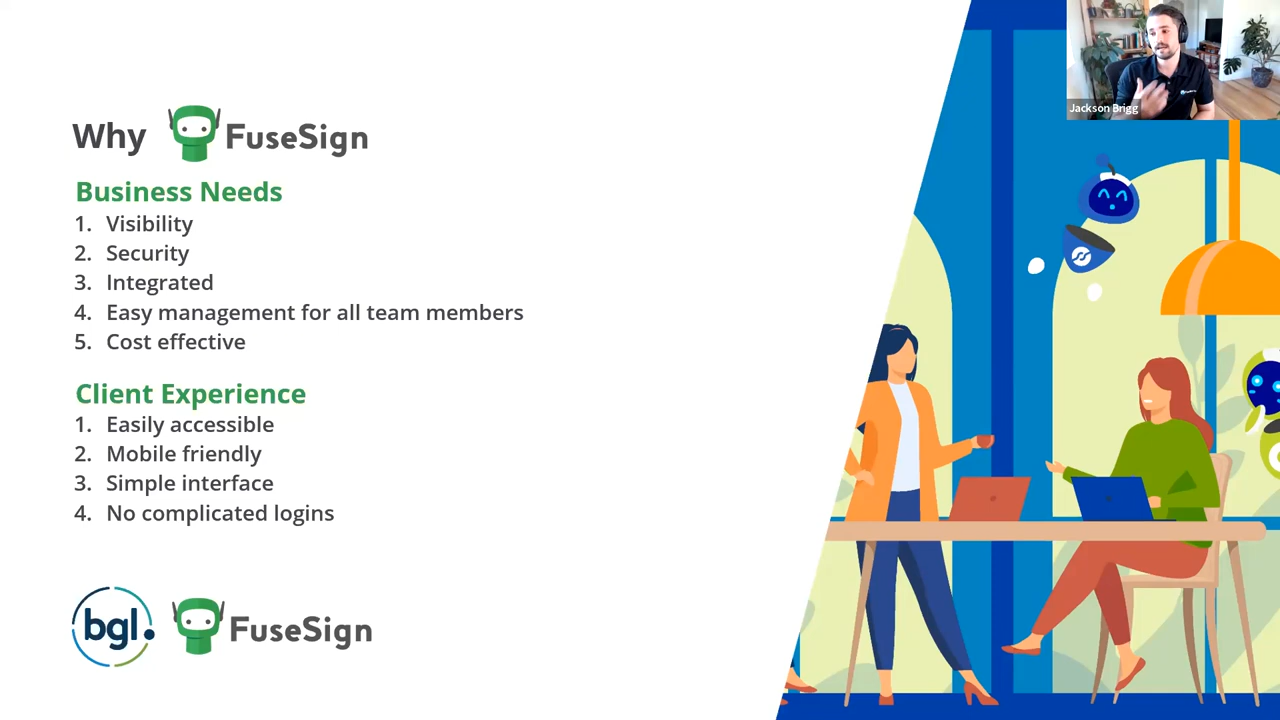 Why FuseSign
Business Needs
1. Visibility
2. Security
3. Integrated
4. Easy management for all team members
5. Cost effective
Client Experience
1. Easily accessible
2. Mobile friendly
3. Simple interface
4. No complicated logins
bgl. FuseSign
Jackson Brigg